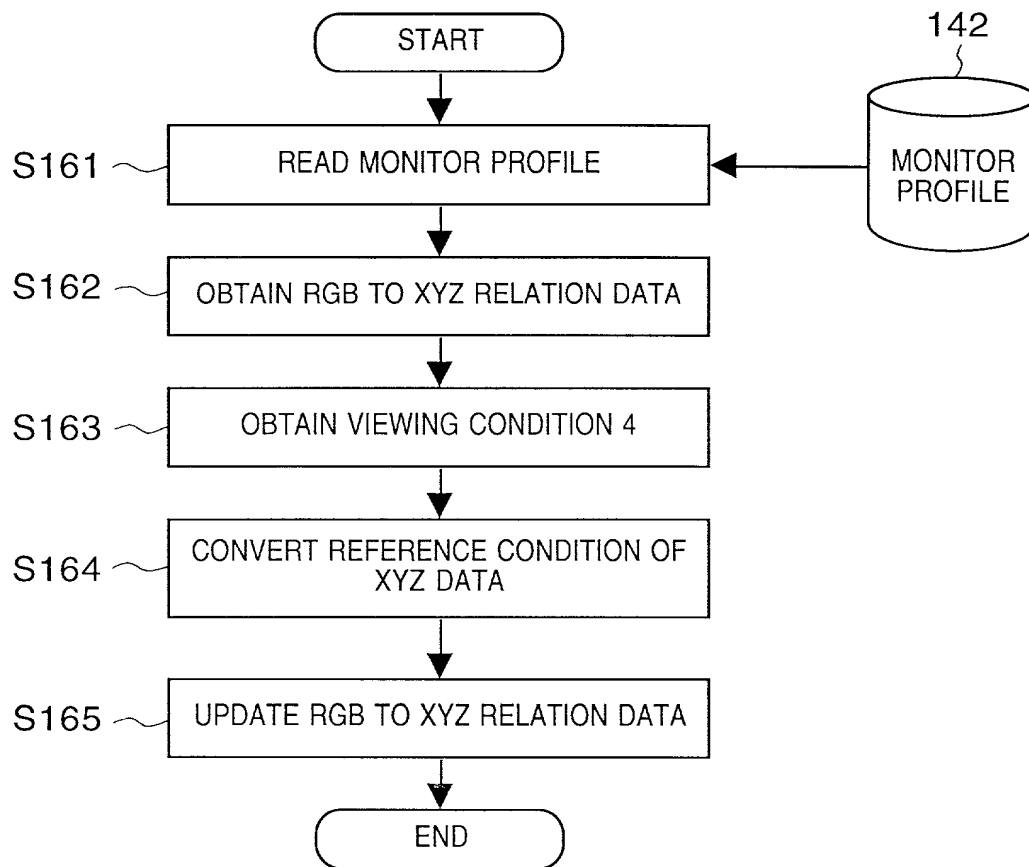 START
142
S161
READ MONITOR PROFILE
MONITOR
PROFILE
S162
OBTAIN RGB TO XYZ RELATION DATA
S163
OBTAIN VIEWING CONDITION 4
S164
CONVERT REFERENCE CONDITION OF
XYZ DATA
S165
UPDATE RGB TO XYZ RELATION DATA
END